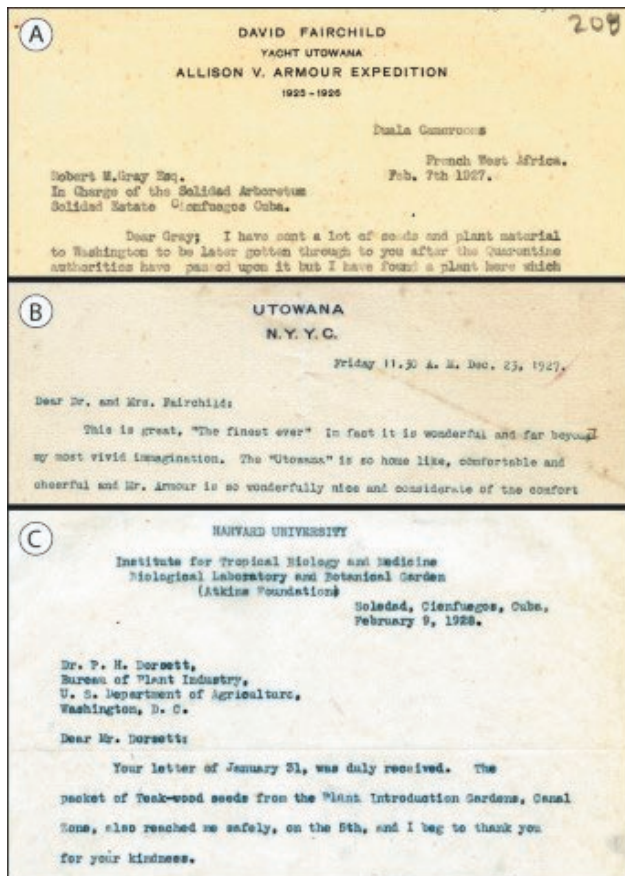 A
208
DAVID FAIRCHILD
YACHT UTOWANA
ALLISON V. ARMOUR EXPEDITION
1925-1926
Duala Cameroons
French West Africa.
Robert M.Gray Esq. Feb. 7th 1927.
In Charge of the Solidad Arboretum
Solidad Estate Cienfuegos Cuba.
Dear Gray; I have sent a lot of seeds and plant material
to Washington to be later gotten through to you after the Quarantine
authorities have passed upon it but I have found a plant here which
B
UTOWANA
N.Y.Y.C.
Friday 11.30 A. M. Dec. 23, 1927.
Dear Dr. and Mrs. Fairchild:
This is great, "The finest ever" In fact it is wonderful and far beyond
my most vivid immagination. The "Utowana" is so home like, comfortable and
cheerful and Mr. Armour is so wonderfully nice and considerate of the comfort
C
HARVARD UNIVERSITY
Institute for Tropical Biology and Medicine
Biological Laboratory and Botanical Garden
(Atkins Foundation)
Soledad, Cienfuegos, Cuba,
February 9, 1928.
Dr. P. H. Dorsett,
Bureau of Plant Industry,
U. S. Department of Agriculture,
Washington, D. C.
Dear Mr. Dorsett:
Your letter of January 31, was duly received. The
packet of Teak-wood seeds from the Plant Introduction Gardens, Canal
Zone, also reached me safely, on the 5th, and I beg to thank you
for your kindness.